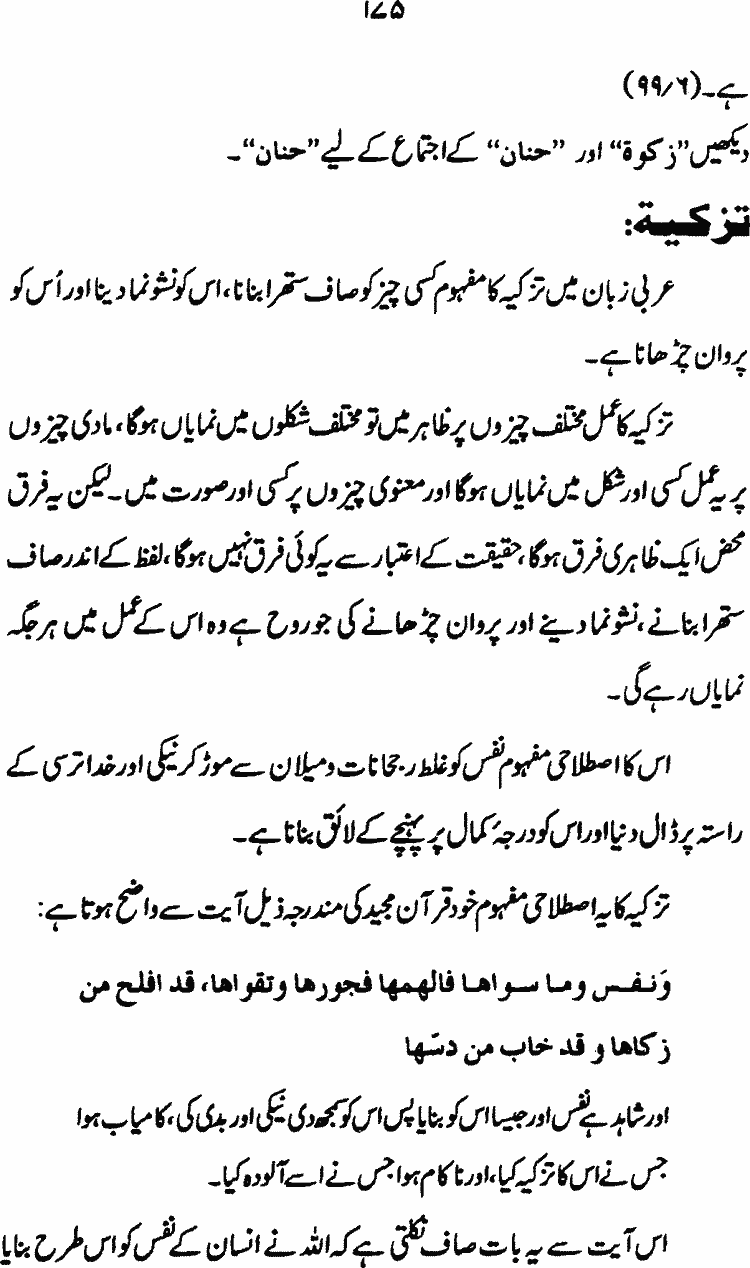 ۱۷۵
ہے۔(۹۹/۶)
دیکھیں”زکوۃ“ اور ”حنان“ کے اجتماع کے لیے ”حنان“۔
تزکیۃ:
عربی زبان میں تزکیہ کا مفہوم کسی چیز کو صاف ستھرا بنانا، اس کو نشو نما دینا اور اُس کو
پروان چڑھانا ہے۔
تزکیہ کا عمل مختلف چیزوں پر ظاہر میں تو مختلف شکلوں میں نمایاں ہوگا، مادی چیزوں
پر یہ عمل کسی اور شکل میں نمایاں ہوگا اور معنوی چیزوں پر کسی اور صورت میں۔ لیکن یہ فرق
محض ایک ظاہری فرق ہوگا، حقیقت کے اعتبار سے یہ کوئی فرق نہیں ہوگا، لفظ کے اندر صاف
ستھرا بنانے، نشو نما دینے اور پروان چڑھانے کی جو روح ہے وہ اس کے عمل میں ہر جگہ
نمایاں رہے گی۔
اس کا اصطلاحی مفہوم نفس کو غلط رجحانات و میلان سے موڑ کر نیکی اور خدا ترسی کے
راستہ پر ڈال دنیا اور اس کو درجۂ کمال پر پہنچے کے لائق بنانا ہے۔
تزکیہ کا یہ اصطلاحی مفہوم خود قرآن مجید کی مندرجہ ذیل آیت سے واضح ہوتا ہے:
وَنفس وما سواها فالهمها فجورها وتقواها، قد افلح من
زكاها و قد خاب من دسّها
اور شاہد ہے نفس اور جیسا اس کو بنایا پس اس کو سمجھ دی نیکی اور بدی کی، کامیاب ہوا
جس نے اس کا تزکیہ کیا، اور ناکام ہوا جس نے اسے آلودہ کیا۔
اس آیت سے یہ بات صاف نکلتی ہے کہ اللہ نے انسان کے نفس کو اس طرح بنایا